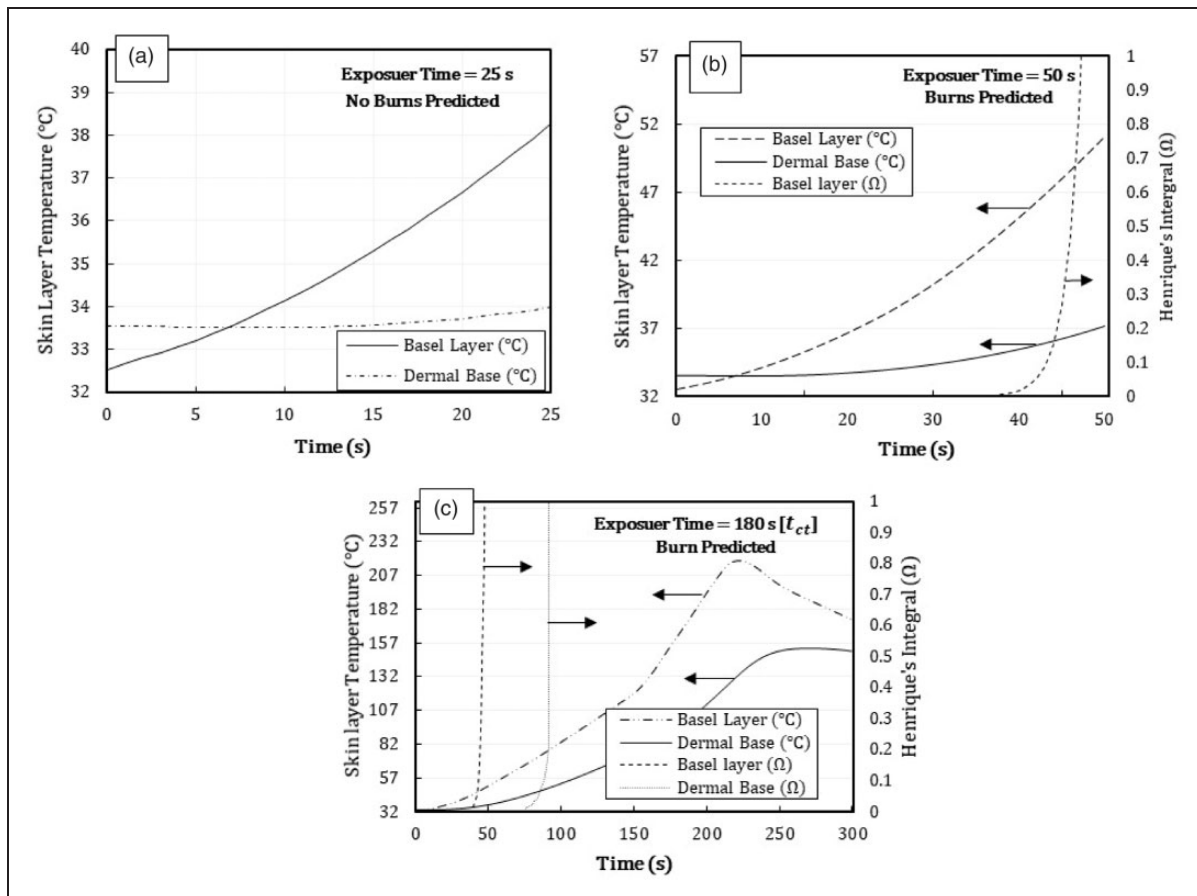 (a)
Exposuer Time = 25 s
No Burns Predicted
Skin Layer Temperature (°C)
40
39
38
37
36
35
34
33
32
Basel Layer (°C)
Dermal Base (°C)
0 5 10 15 20 25
Time (s)
(b)
Exposuer Time = 50 s
Burns Predicted
Skin layer Temperature (°C)
57
52
47
42
37
32
Basel Layer (°C)
Dermal Base (°C)
Basel layer (Ω)
1
0.9
0.8
0.7
0.6
0.5
0.4
0.3
0.2
0.1
0
Henrique's Intergral (Ω)
0 10 20 30 40 50
Time (s)
(c)
Exposuer Time = 180 s [tct]
Burn Predicted
Skin layer Temperature (°C)
257
232
207
182
157
132
107
82
57
32
Basel Layer (°C)
Dermal Base (°C)
Basel layer (Ω)
Dermal Base (Ω)
1
0.9
0.8
0.7
0.6
0.5
0.4
0.3
0.2
0.1
0
Henrique's Integral (Ω)
0 50 100 150 200 250 300
Time (s)